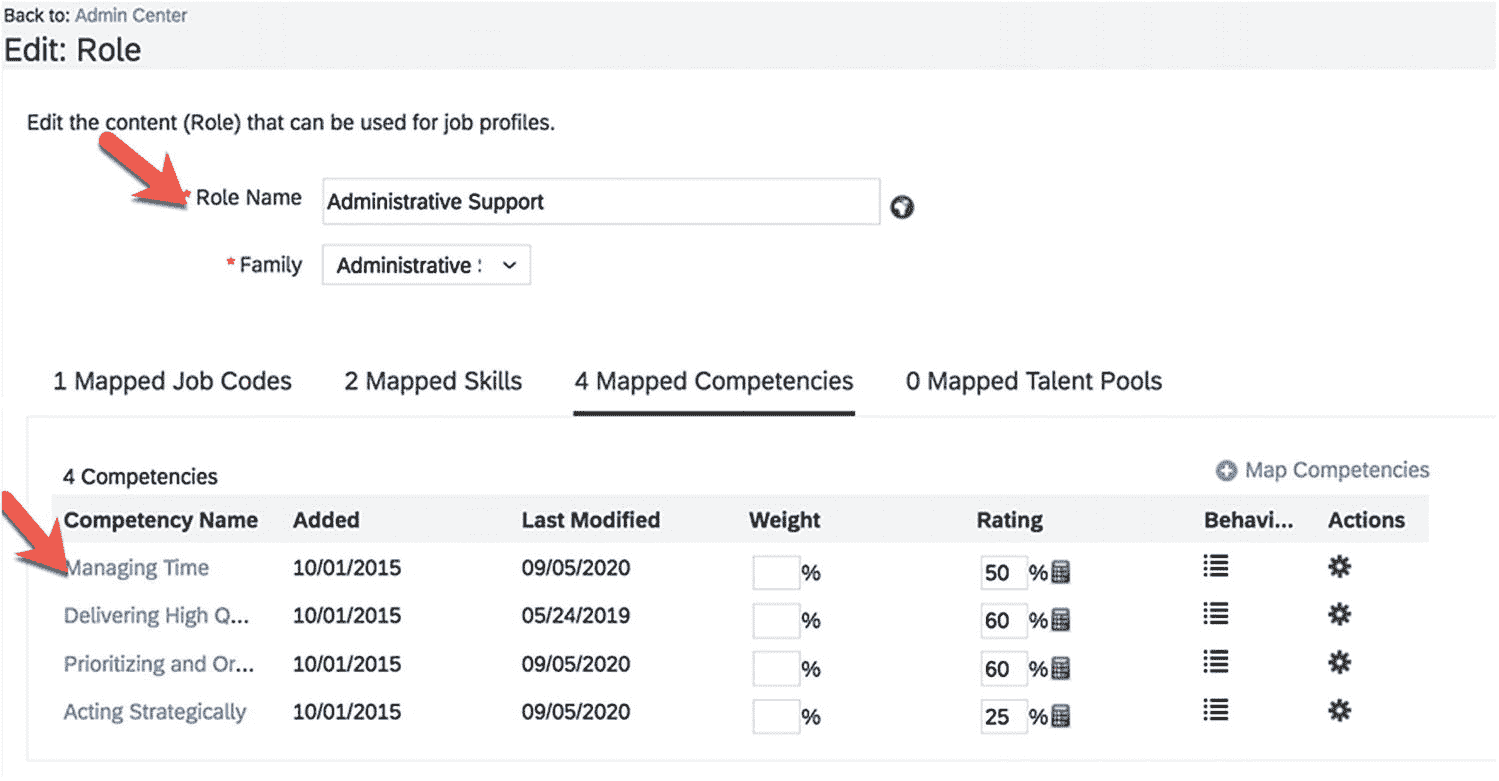 Back to: Admin Center
Edit: Role
Edit the content (Role) that can be used for job profiles.
* Role Name Administrative Support
* Family Administrative :
1 Mapped Job Codes 2 Mapped Skills 4 Mapped Competencies 0 Mapped Talent Pools
4 Competencies Map Competencies
Competency Name Added Last Modified Weight Rating Behavi... Actions
Managing Time 10/01/2015 09/05/2020 % 50 %
Delivering High Q... 10/01/2015 05/24/2019 % 60 %
Prioritizing and Or... 10/01/2015 09/05/2020 % 60 %
Acting Strategically 10/01/2015 09/05/2020 % 25 %